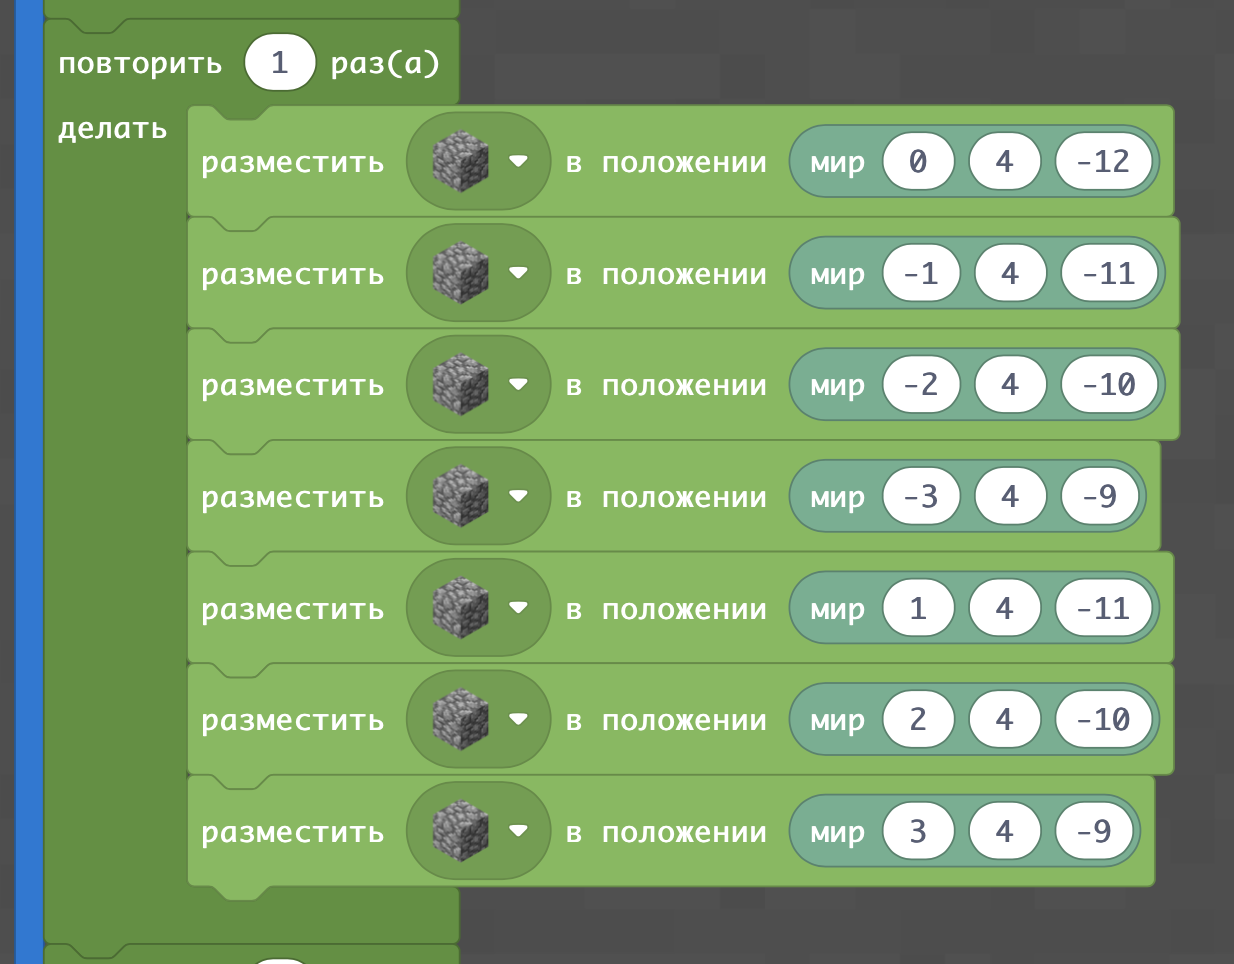 повторить 1 раз(а)
делать
разместить в положении мир 0 4 -12
разместить в положении мир -1 4 -11
разместить в положении мир -2 4 -10
разместить в положении мир -3 4 -9
разместить в положении мир 1 4 -11
разместить в положении мир 2 4 -10
разместить в положении мир 3 4 -9